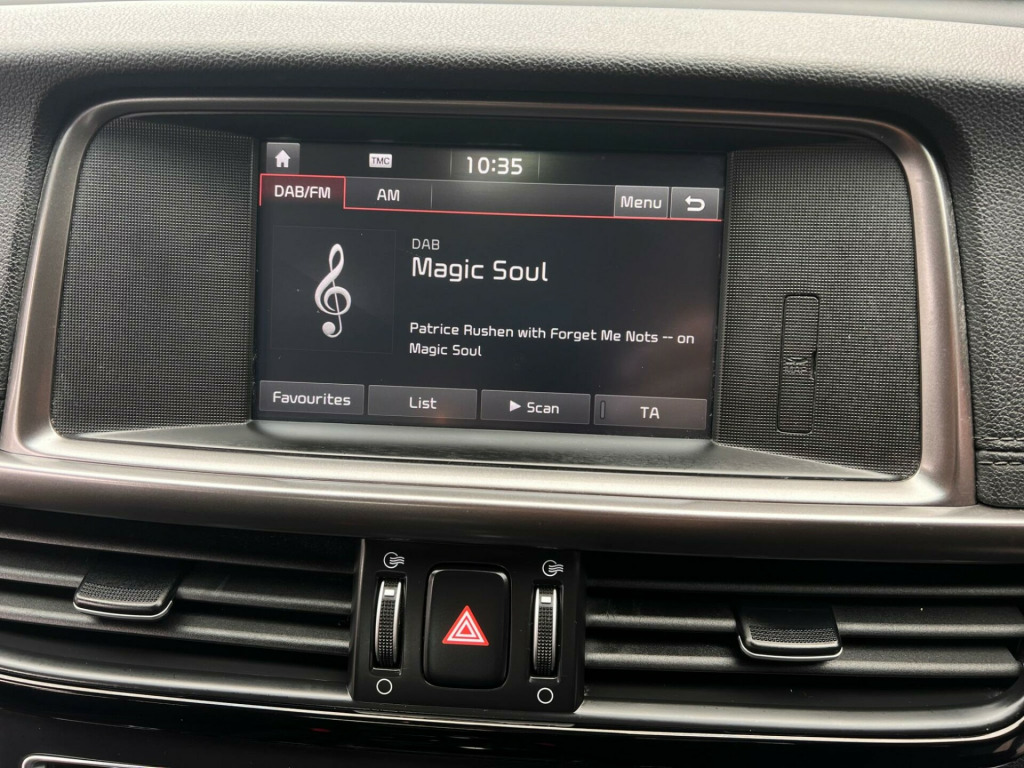 TMC
10:35
DAB/FM
AM
Menu
DAB
Magic Soul
Patrice Rushen with Forget Me Nots -- on
Magic Soul
Favourites
List
Scan
TA